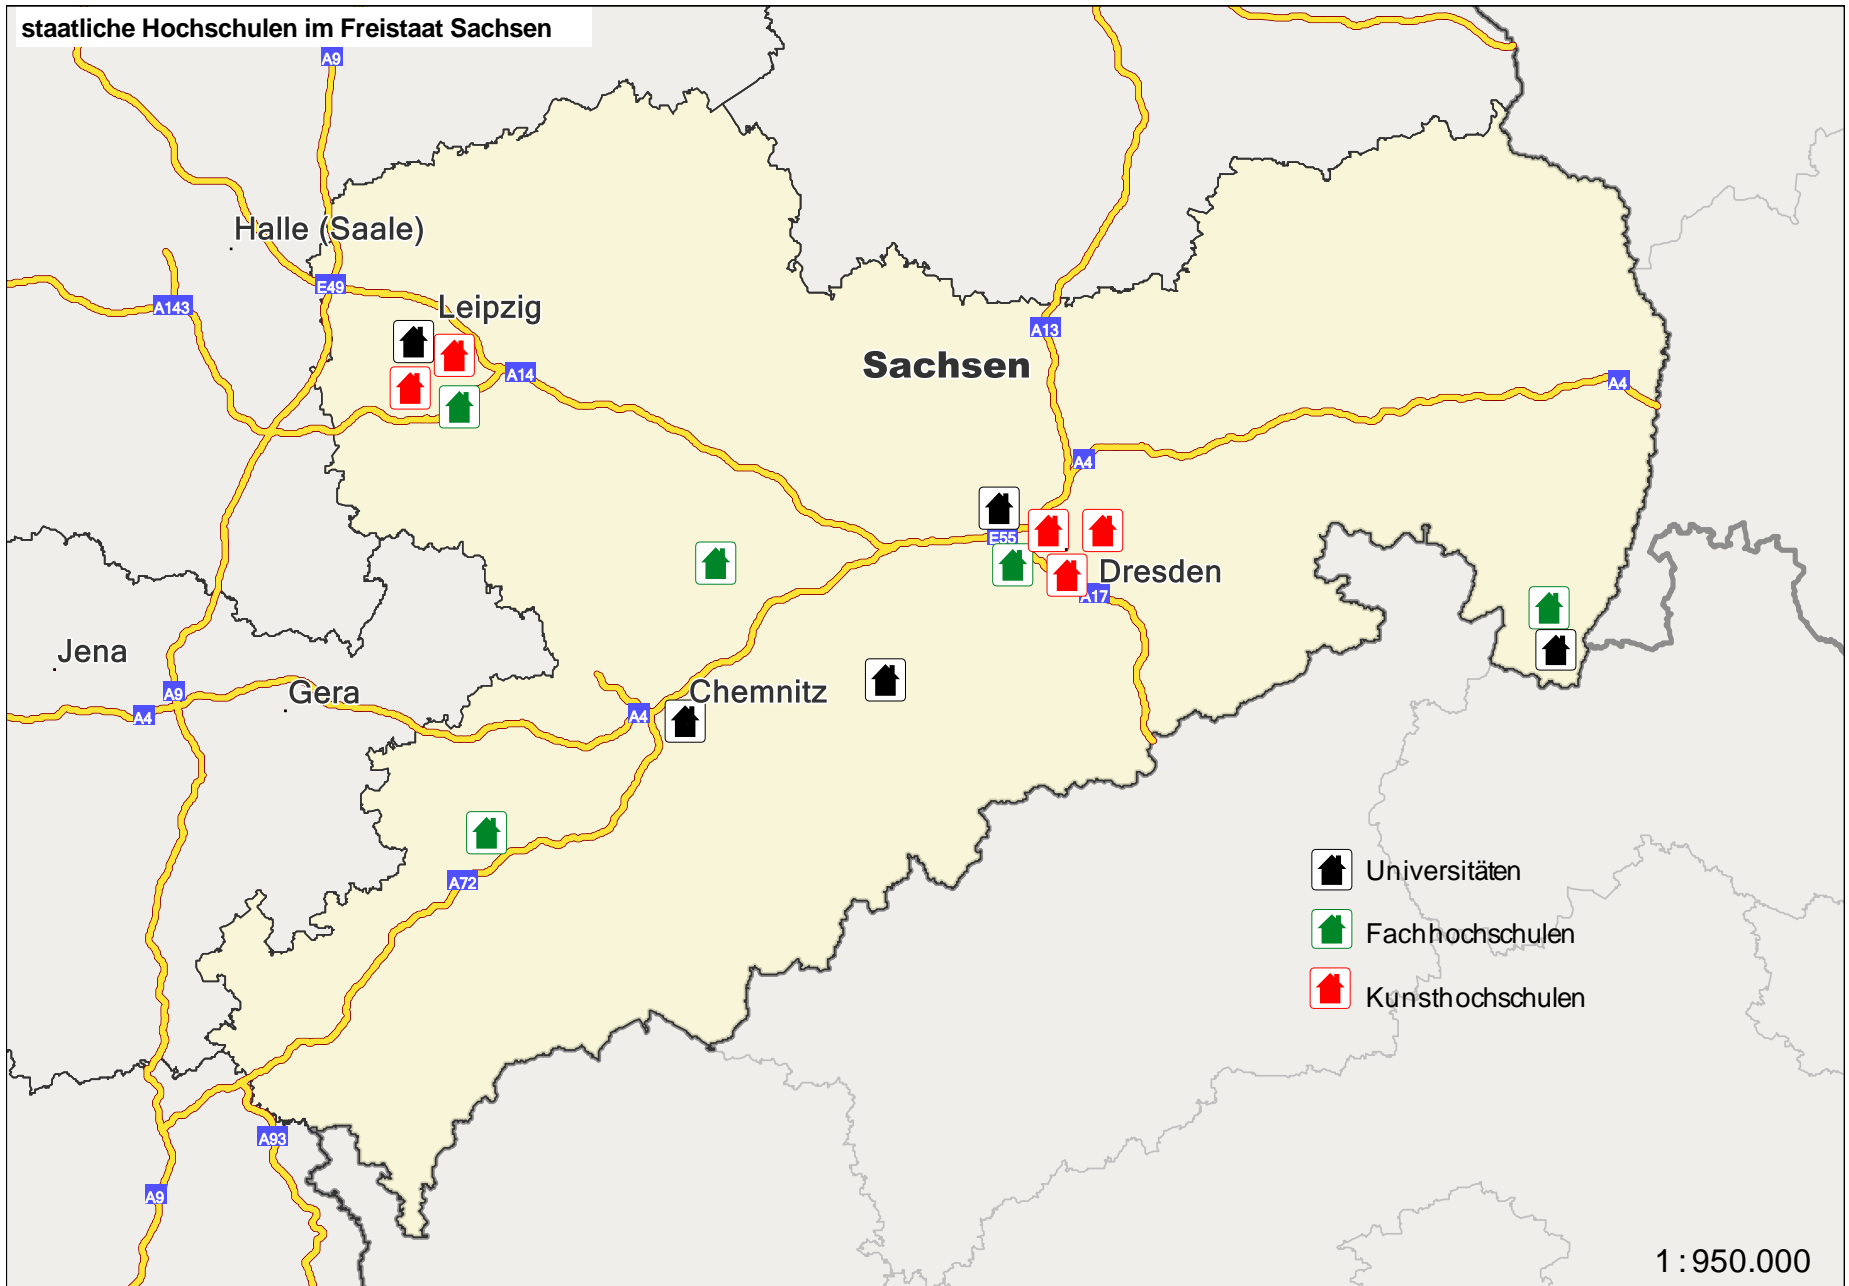 staatliche Hochschulen im Freistaat Sachsen
A9
Halle (Saale)
E49
A143
Leipzig
A13
Sachsen
A14
A4
A4
E55
Dresden
A17
Jena
Gera
A9
A4
Chemnitz
A4
A72
Universitäten
Fachhochschulen
Kunsthochschulen
A93
A9
1 : 950.000